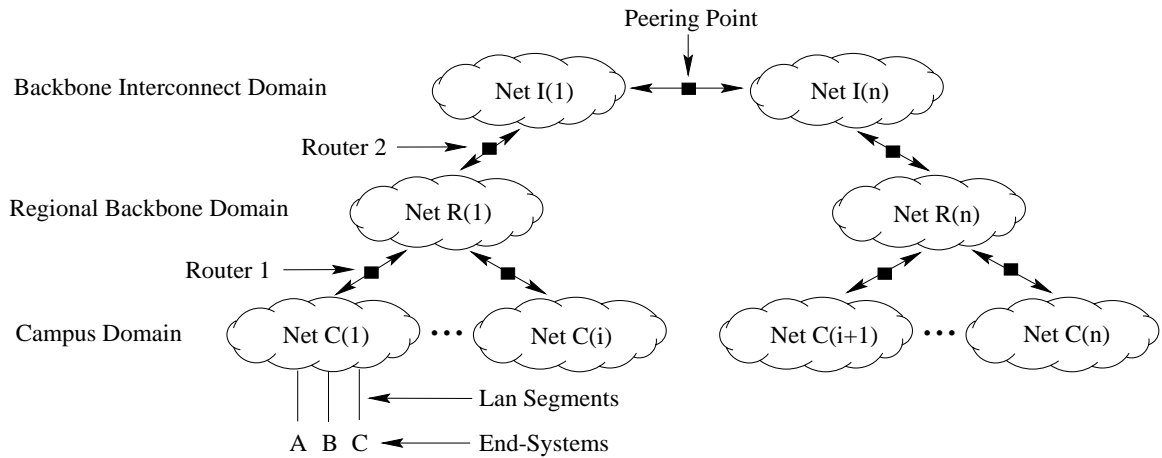 Peering Point
Backbone Interconnect Domain
Net I(1)
Net I(n)
Router 2
Regional Backbone Domain
Net R(1)
Net R(n)
Router 1
Campus Domain
Net C(1)
•••
Net C(i)
Net C(i+1)
•••
Net C(n)
Lan Segments
A B C
End-Systems